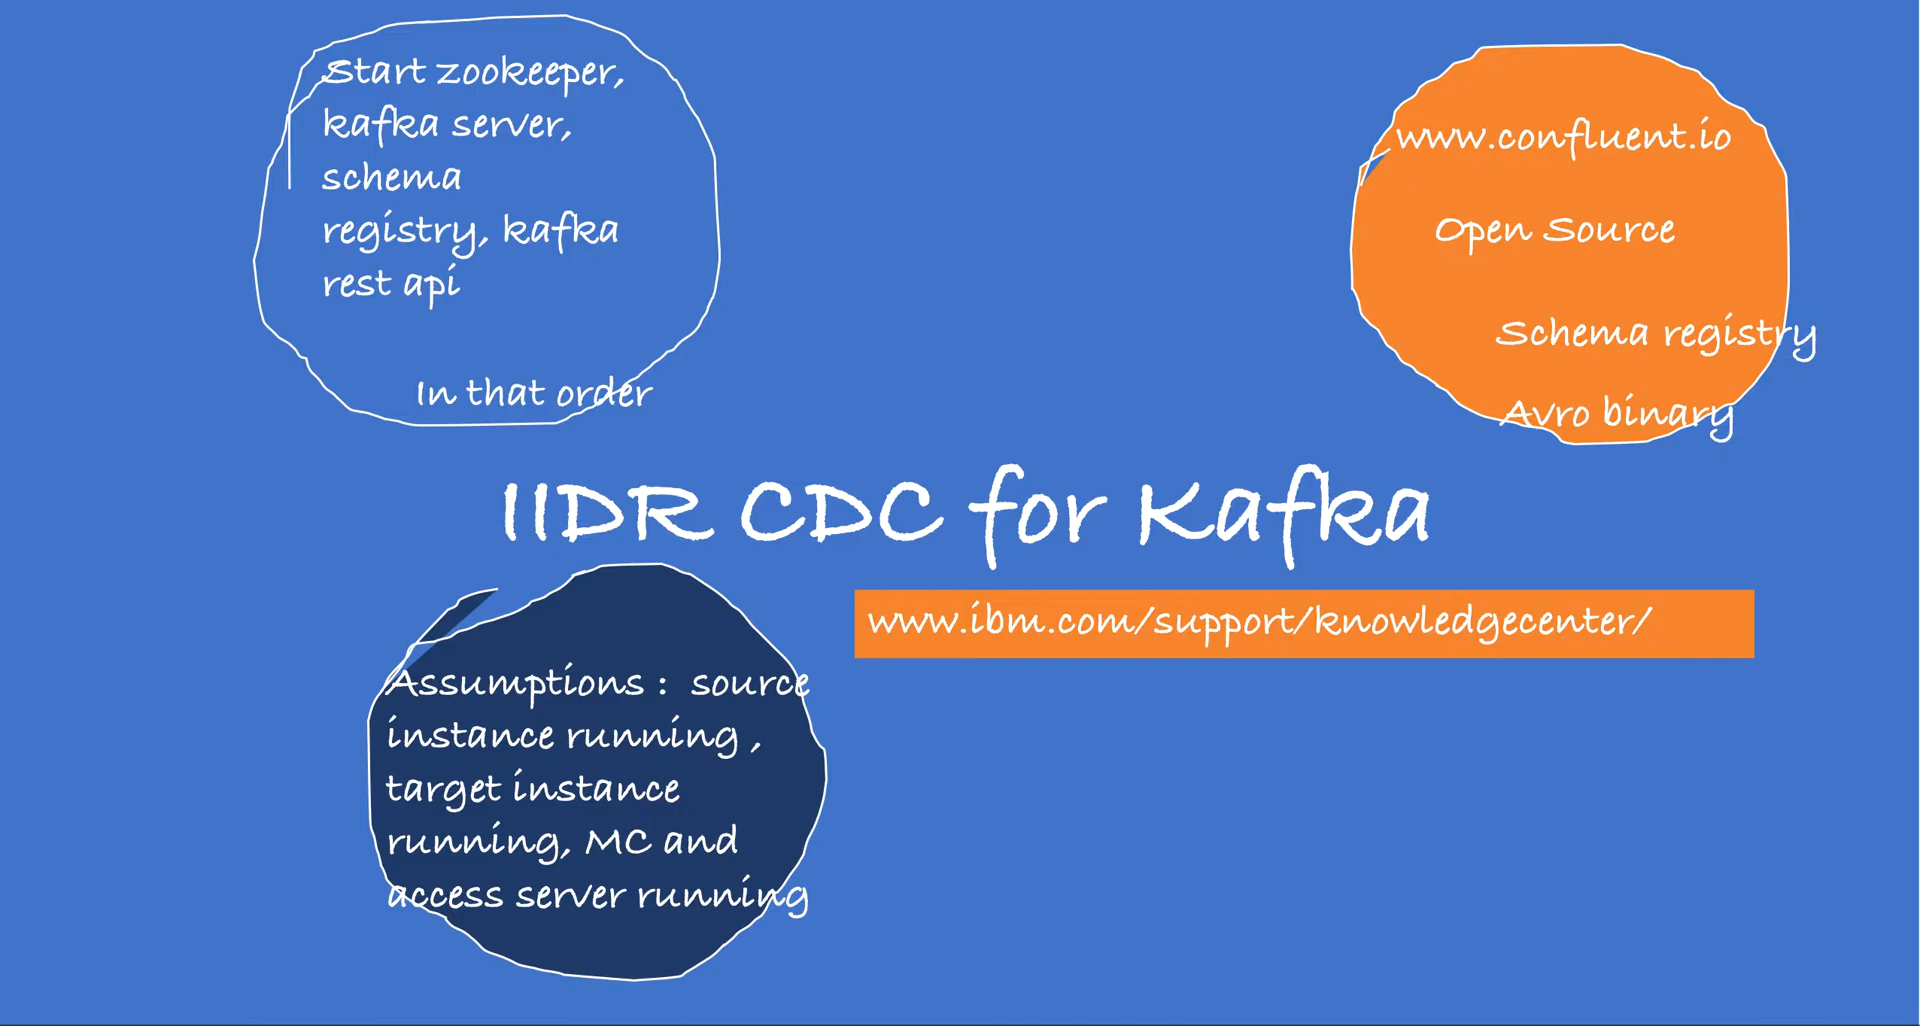 Start zookeeper,
kafka server,
schema
registry, kafka
rest api
In that order
www.confluent.io
Open Source
Schema registry
Avro binary
IIDR CDC for Kafka
www.ibm.com/support/knowledgecenter/
Assumptions : source
instance running ,
target instance
running, MC and
access server running